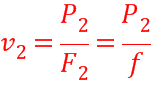 v₂ = P₂/F₂ = P₂/f